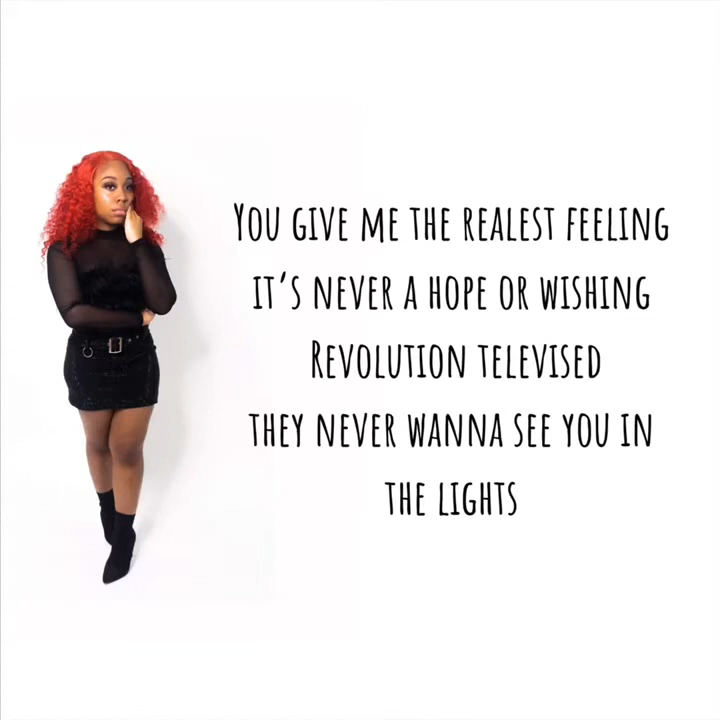 You give me the realest feeling
it's never a hope or wishing
Revolution televised
they never wanna see you in
the lights